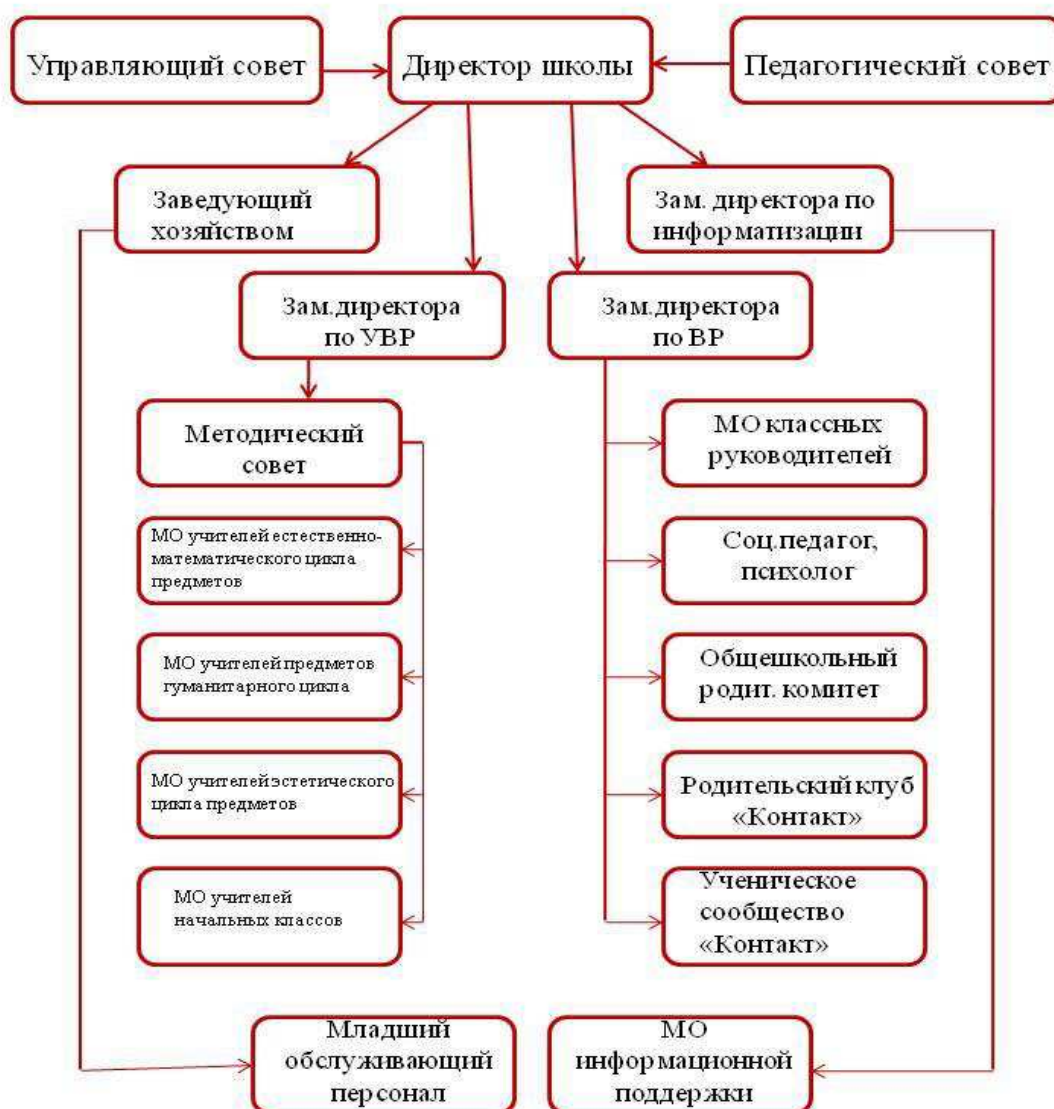 Управляющий совет
Директор школы
Педагогический совет
Заведующий
хозяйством
Зам. директора по
информатизации
Зам.директора
по УВР
Зам.директора
по ВР
Методический
совет
МО учителей естественно-
математического цикла
предметов
МО учителей предметов
гуманитарного цикла
МО учителей эстетического
цикла предметов
МО учителей
начальных классов
МО классных
руководителей
Соц.педагог,
психолог
Общешкольный
родит. комитет
Родительский клуб
«Контакт»
Ученическое
сообщество
«Контакт»
Младший
обслуживающий
персонал
МО
информационной
поддержки